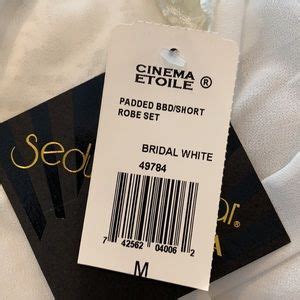 CINEMA
ETOILE ®
PADDED BBD/SHORT
ROBE SET
BRIDAL WHITE
49784
7 42562 04006 2
M